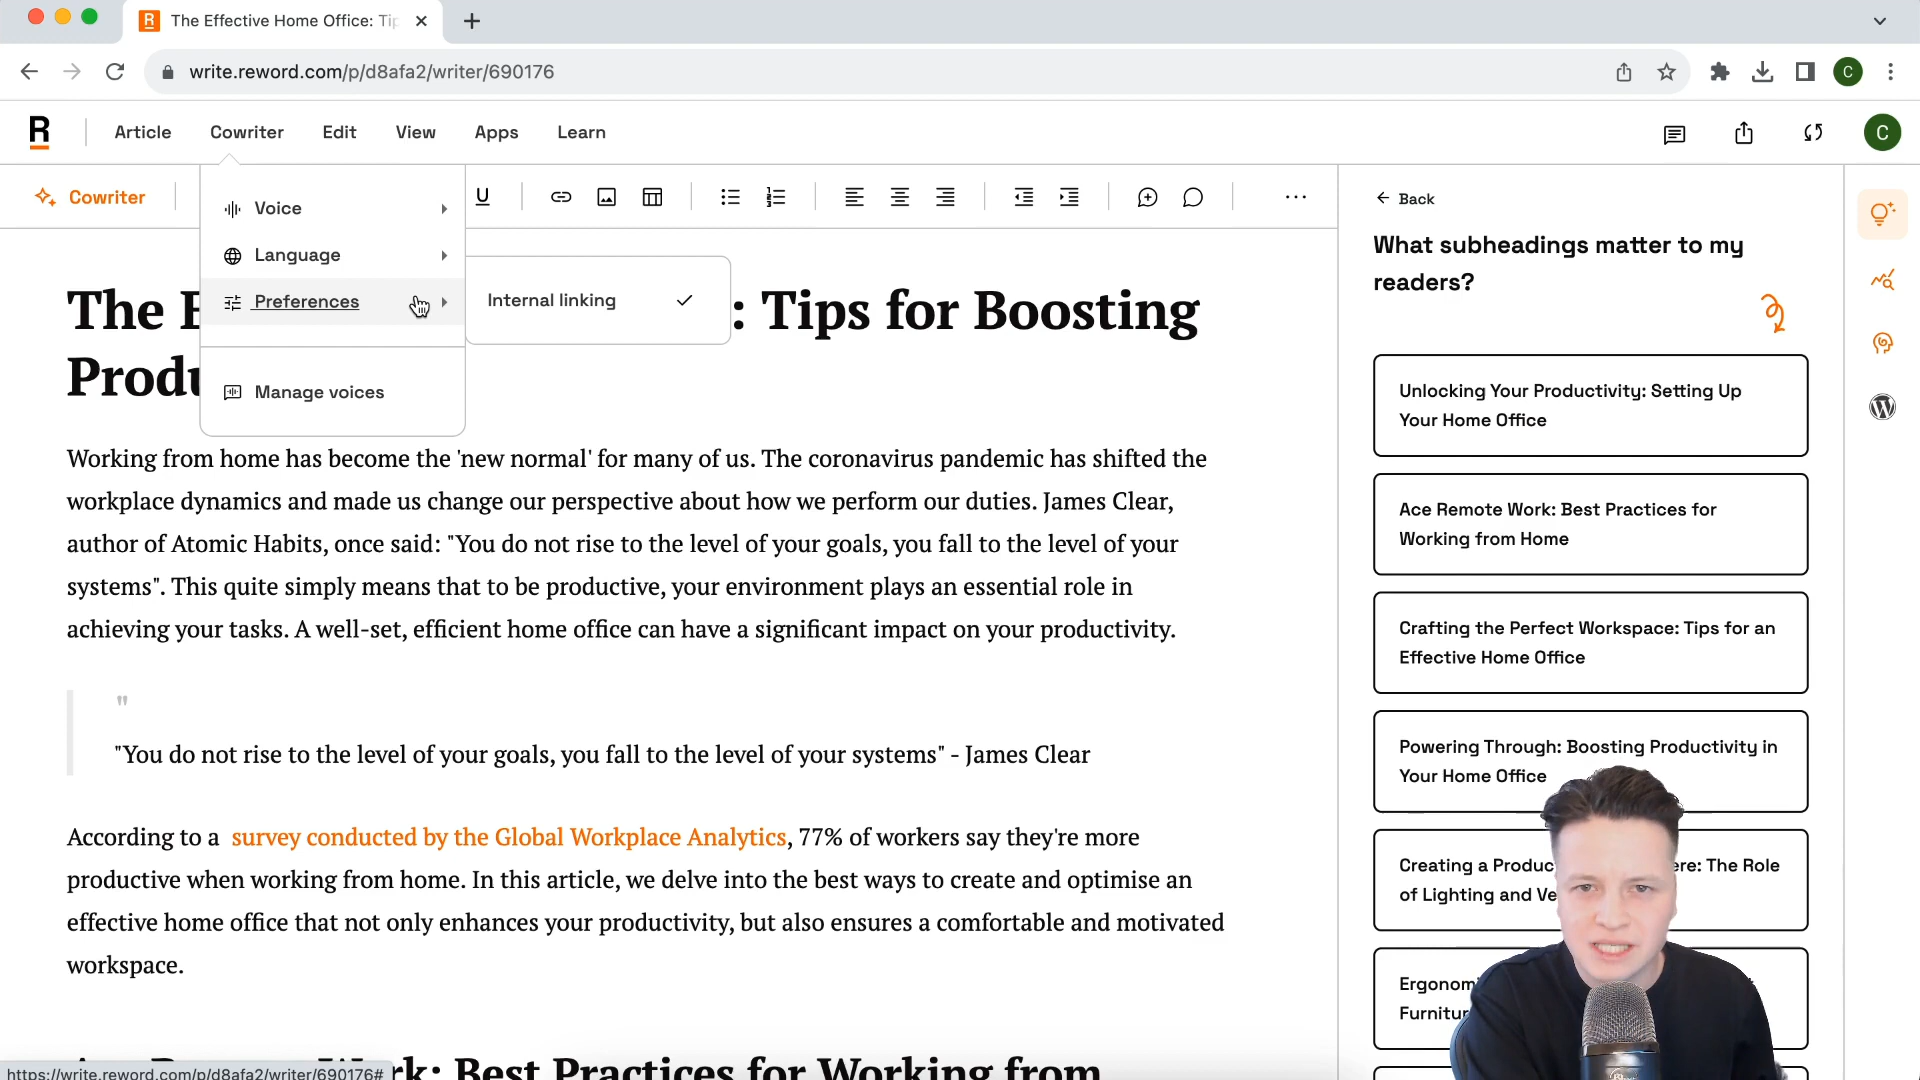 The Effective Home Office: Tip
write.reword.com/p/d8afa2/writer/690176
C
R
Article
Cowriter
Edit
View
Apps
Learn
C
Cowriter
Voice
Language
Preferences
Manage voices
Internal linking
U
Back
What subheadings matter to my
readers?
The E : Tips for Boosting
Produ
Working from home has become the 'new normal' for many of us. The coronavirus pandemic has shifted the
workplace dynamics and made us change our perspective about how we perform our duties. James Clear,
author of Atomic Habits, once said: "You do not rise to the level of your goals, you fall to the level of your
systems". This quite simply means that to be productive, your environment plays an essential role in
achieving your tasks. A well-set, efficient home office can have a significant impact on your productivity.
"
"You do not rise to the level of your goals, you fall to the level of your systems" - James Clear
According to a survey conducted by the Global Workplace Analytics, 77% of workers say they're more
productive when working from home. In this article, we delve into the best ways to create and optimise an
effective home office that not only enhances your productivity, but also ensures a comfortable and motivated
workspace.
rk: Best Practices for Working from
https://write.reword.com/p/d8afa2/writer/690176#
Unlocking Your Productivity: Setting Up
Your Home Office
Ace Remote Work: Best Practices for
Working from Home
Crafting the Perfect Workspace: Tips for an
Effective Home Office
Powering Through: Boosting Productivity in
Your Home Office
Creating a Produc ere: The Role
of Lighting and Ve
Ergonom
Furnitur